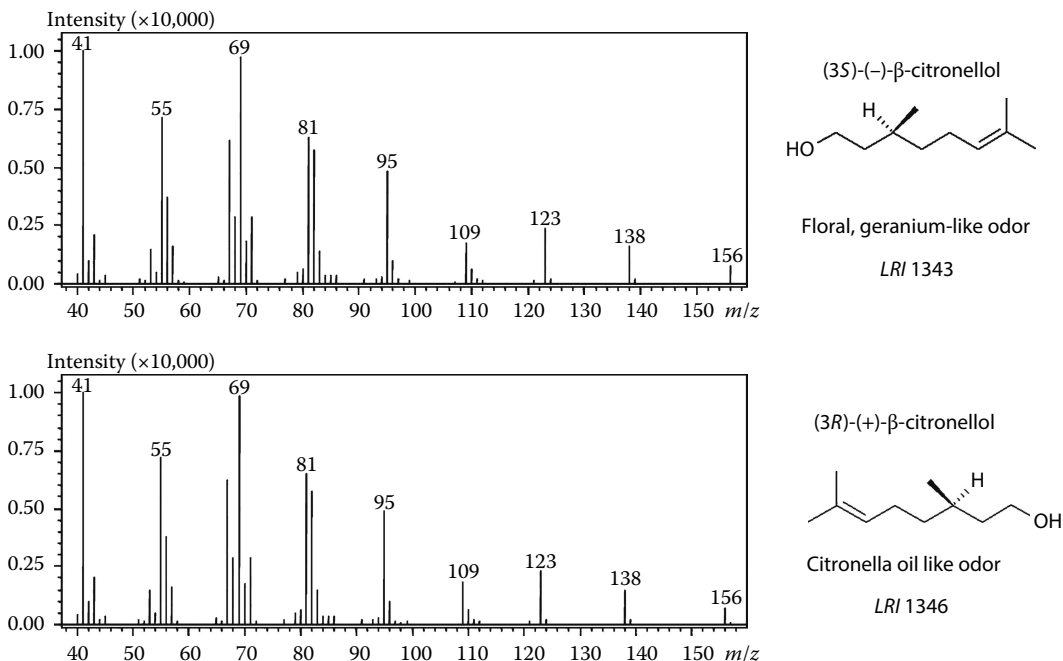 Intensity (×10,000)
1.00
0.75
0.50
0.25
0.00
41
55
69
81
95
109
123
138
156
40 50 60 70 80 90 100 110 120 130 140 150 m/z
(3S)-(–)-β-citronellol
H
HO
Floral, geranium-like odor
LRI 1343
Intensity (×10,000)
1.00
0.75
0.50
0.25
0.00
41
55
69
81
95
109
123
138
156
40 50 60 70 80 90 100 110 120 130 140 150 m/z
(3R)-(+)-β-citronellol
H
OH
Citronella oil like odor
LRI 1346